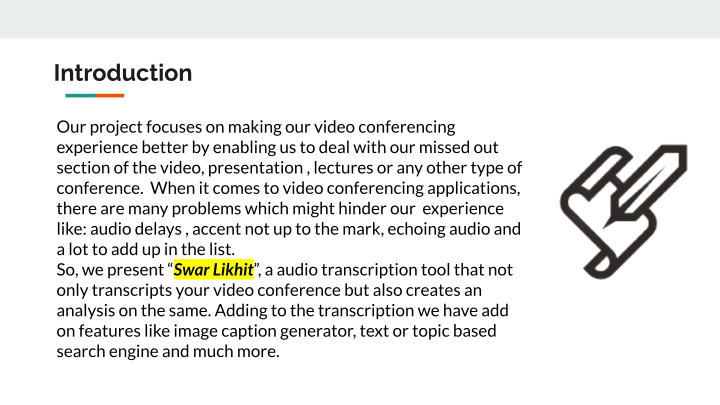 Introduction
Our project focuses on making our video conferencing
experience better by enabling us to deal with our missed out
section of the video, presentation , lectures or any other type of
conference.  When it comes to video conferencing applications,
there are many problems which might hinder our  experience
like: audio delays , accent not up to the mark, echoing audio and
a lot to add up in the list.
So, we present “Swar Likhit”, a audio transcription tool that not
only transcripts your video conference but also creates an
analysis on the same. Adding to the transcription we have add
on features like image caption generator, text or topic based
search engine and much more.